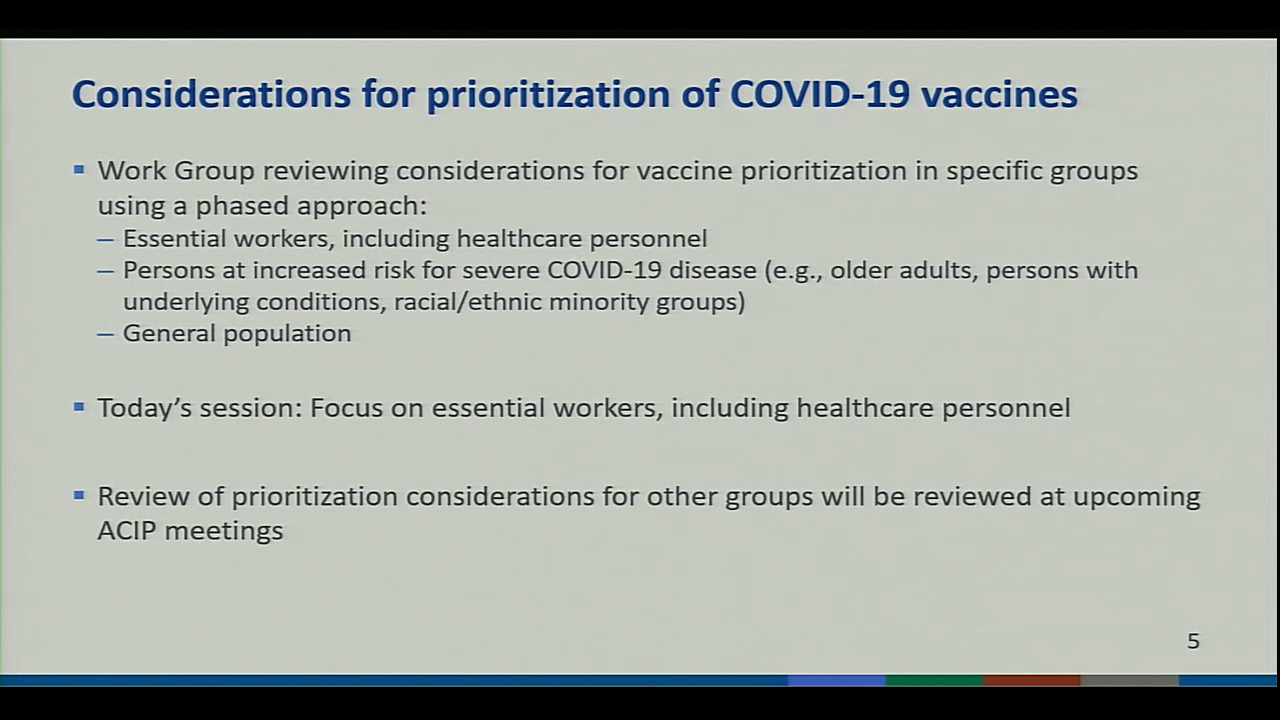 Considerations for prioritization of COVID-19 vaccines
▪ Work Group reviewing considerations for vaccine prioritization in specific groups
using a phased approach:
– Essential workers, including healthcare personnel
– Persons at increased risk for severe COVID-19 disease (e.g., older adults, persons with
underlying conditions, racial/ethnic minority groups)
– General population
▪ Today’s session: Focus on essential workers, including healthcare personnel
▪ Review of prioritization considerations for other groups will be reviewed at upcoming
ACIP meetings
5